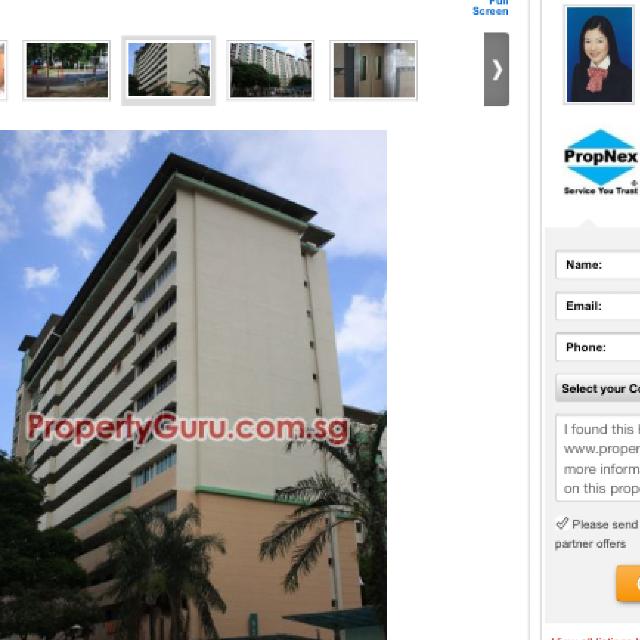 Full
Screen
PropertyGuru.com.sg
PropNex
Service You Trust
Name:
Email:
Phone:
Select your Co
I found this
www.proper
more inform
on this prop
Please send
partner offers